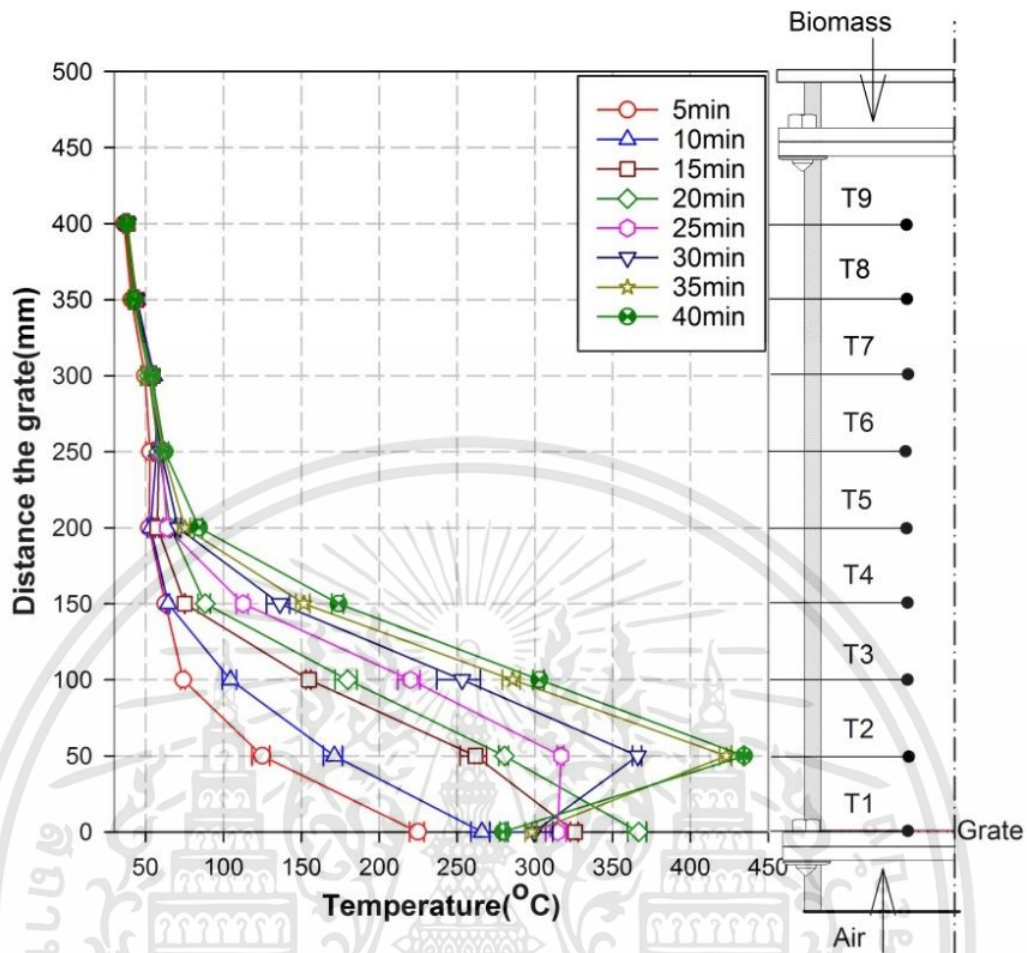 Biomass
500
450
400
350
300
250
200
150
100
50
0
Distance the grate(mm)
50
100
150
200
250
300
350
400
450
Temperature(°C)
5min
10min
15min
20min
25min
30min
35min
40min
T9
T8
T7
T6
T5
T4
T3
T2
T1
Grate
Air